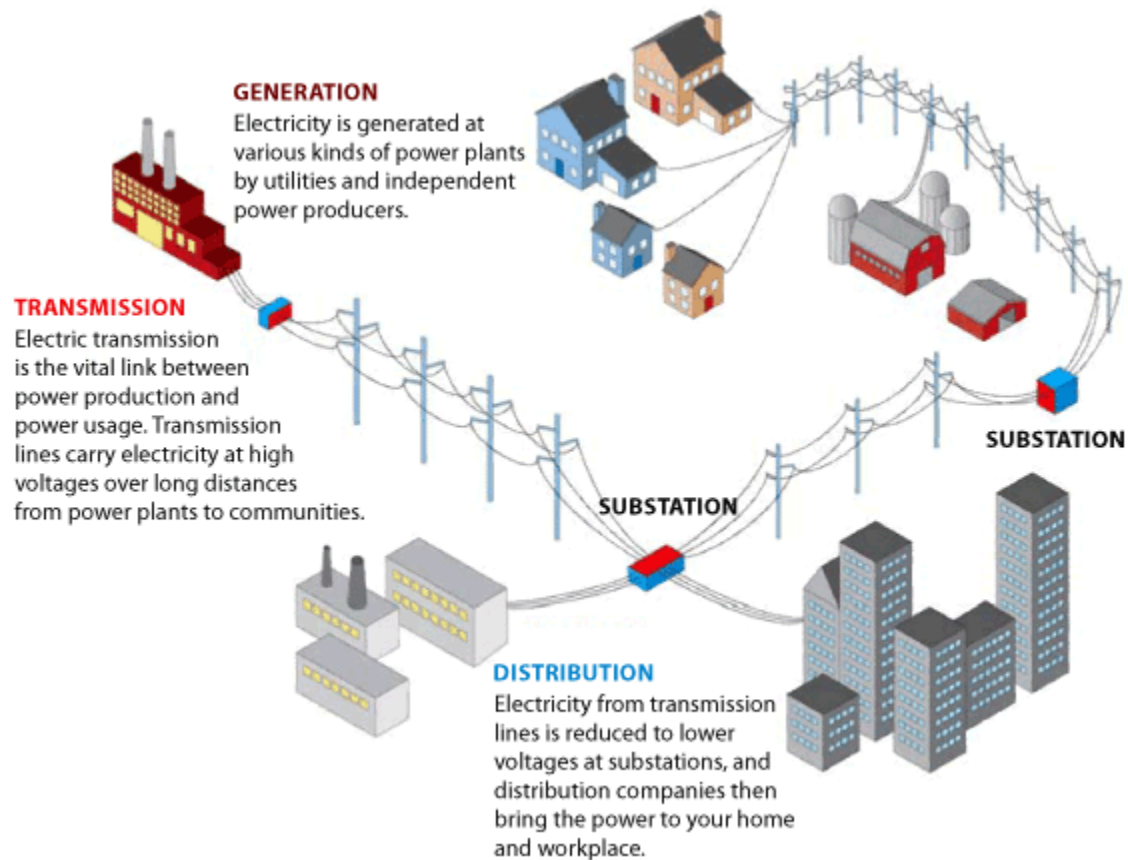 GENERATION
Electricity is generated at
various kinds of power plants
by utilities and independent
power producers.
TRANSMISSION
Electric transmission
is the vital link between
power production and
power usage. Transmission
lines carry electricity at high
voltages over long distances
from power plants to communities.
SUBSTATION
SUBSTATION
DISTRIBUTION
Electricity from transmission
lines is reduced to lower
voltages at substations, and
distribution companies then
bring the power to your home
and workplace.